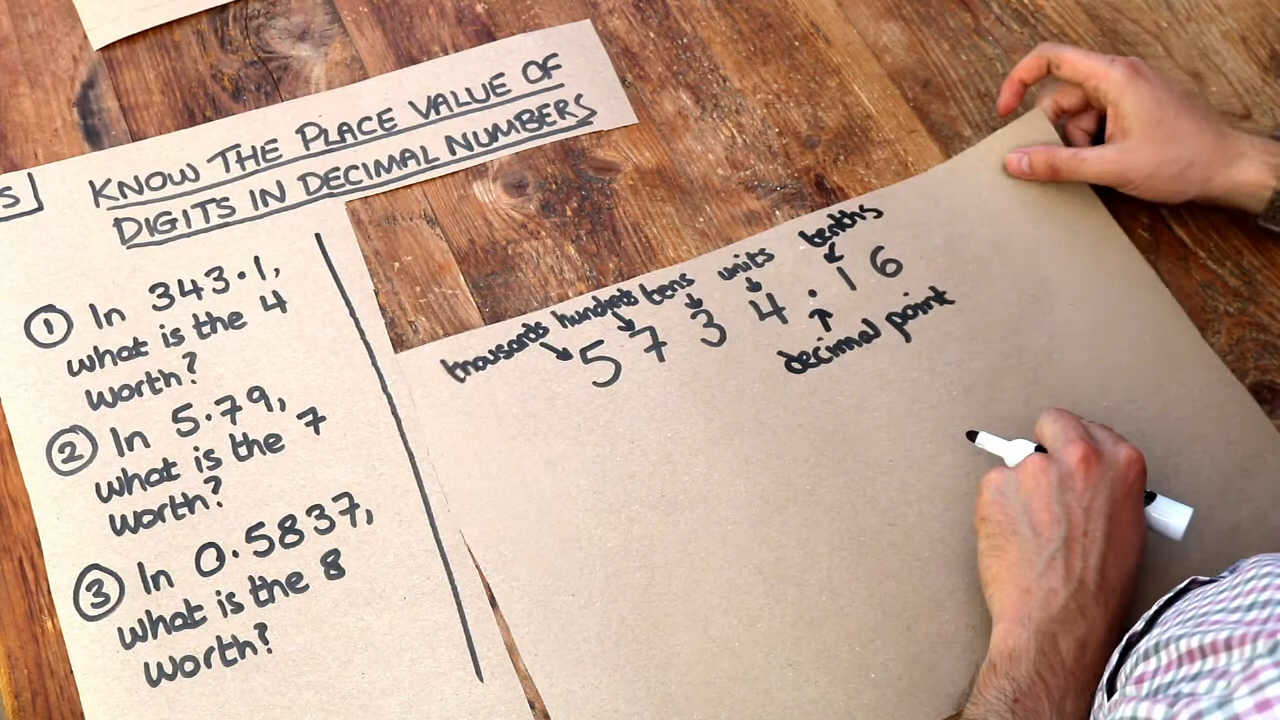 S
KNOW THE PLACE VALUE OF
DIGITS IN DECIMAL NUMBERS
① In 343·1,
what is the 4
worth?
② In 5·79,
what is the 7
worth?
③ In 0·5837,
what is the 8
worth?
thousands hundreds tens units tenths
5 7 3 4 · 1 6
decimal point